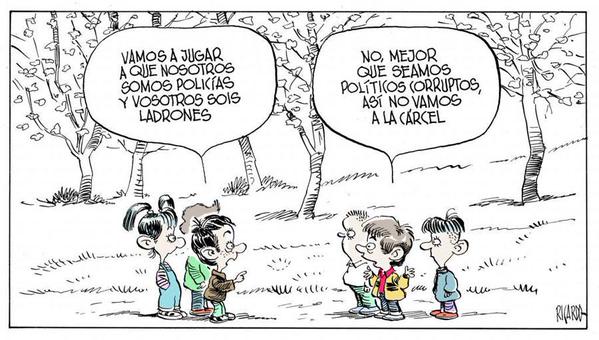 VAMOS A JUGAR
A QUE NOSOTROS
SOMOS POLICÍAS
Y VOSOTROS SOIS
LADRONES
NO, MEJOR
QUE SEAMOS
POLÍTICOS CORRUPTOS,
ASÍ NO VAMOS
A LA CÁRCEL
RICARDO